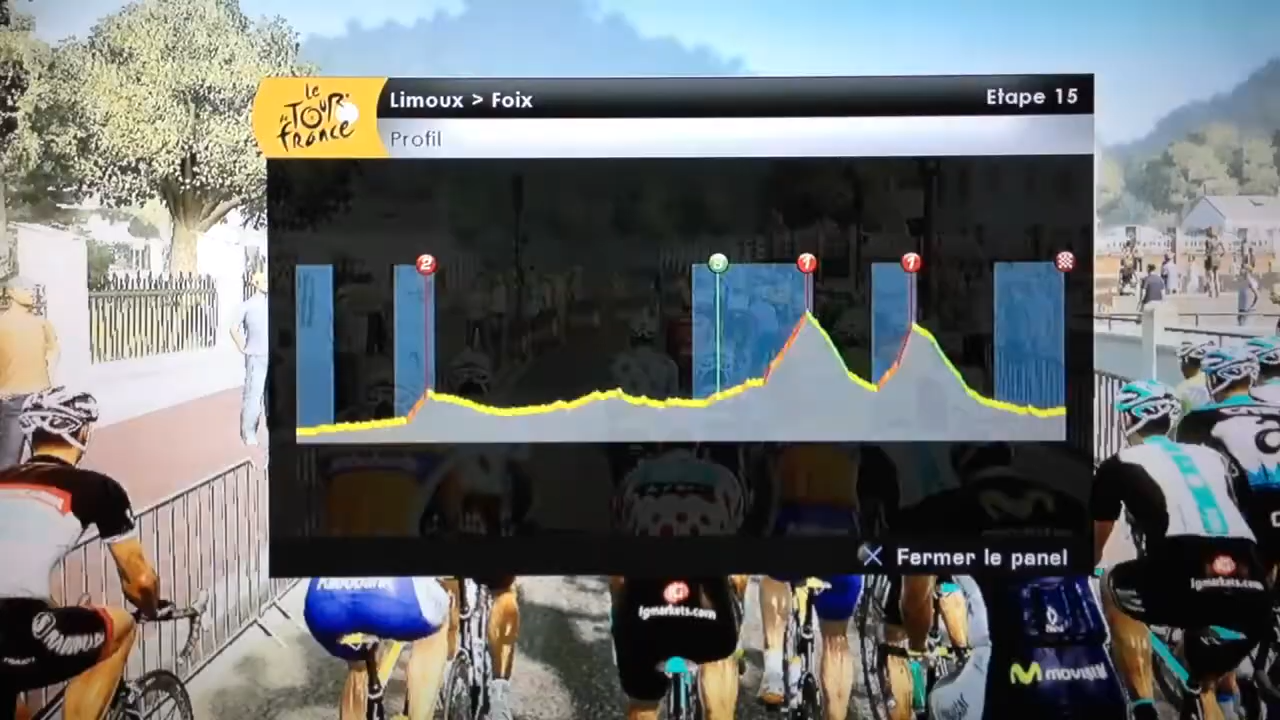 Le
TOUR
de
france
Limoux > Foix
Etape 15
Profil
2
S
1
1
Fermer le panel
Rabobank
igmarkets.com
movistar
igmarkets.com